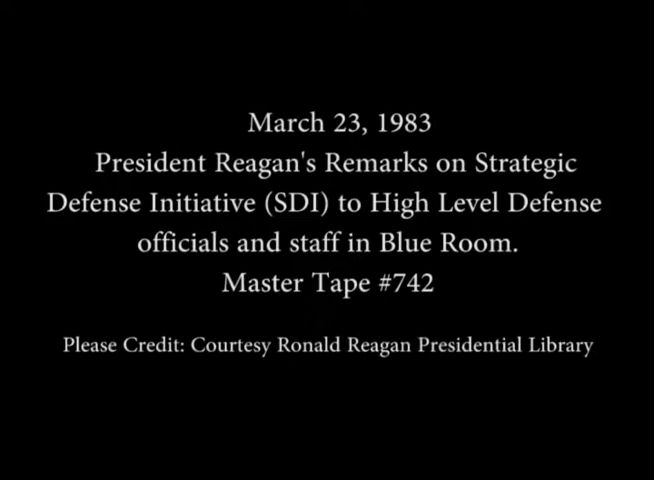 March 23, 1983
President Reagan's Remarks on Strategic
Defense Initiative (SDI) to High Level Defense
officials and staff in Blue Room.
Master Tape #742
Please Credit: Courtesy Ronald Reagan Presidential Library